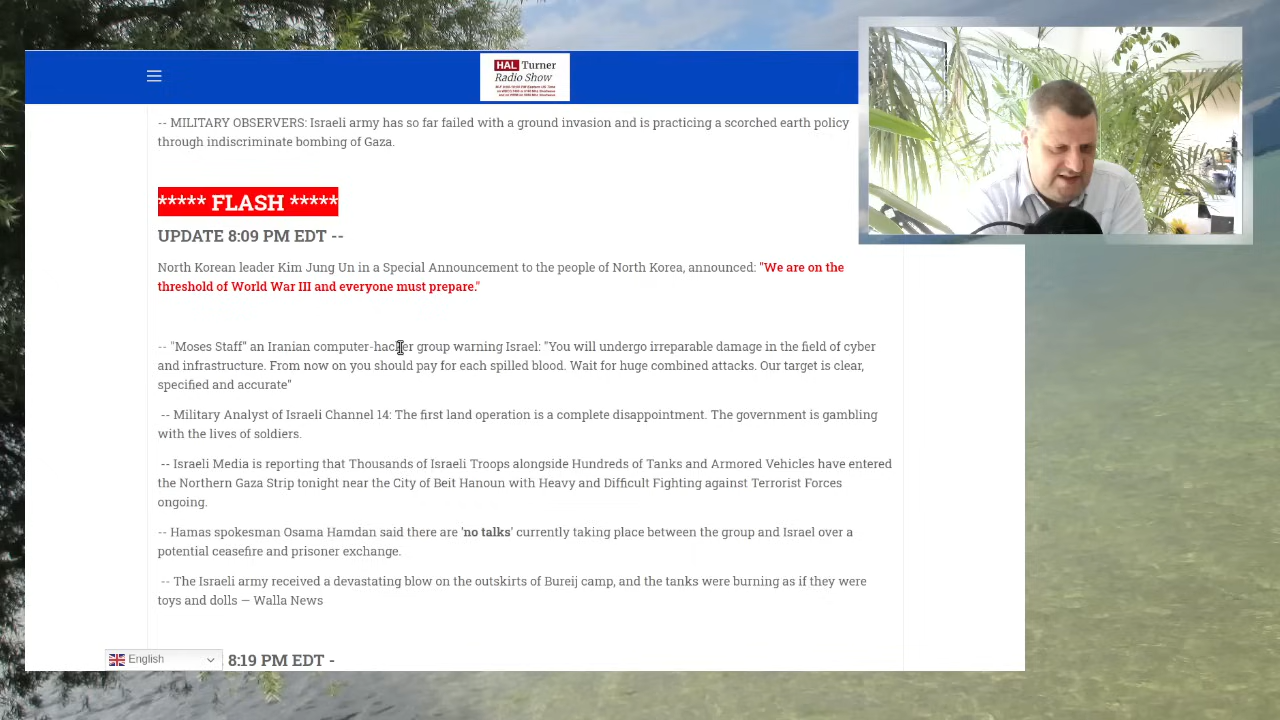 HAL Turner
Radio Show
-- MILITARY OBSERVERS: Israeli army has so far failed with a ground invasion and is practicing a scorched earth policy
through indiscriminate bombing of Gaza.
***** FLASH *****
UPDATE 8:09 PM EDT --
North Korean leader Kim Jung Un in a Special Announcement to the people of North Korea, announced: "We are on the
threshold of World War III and everyone must prepare."
-- "Moses Staff" an Iranian computer-hacker group warning Israel: "You will undergo irreparable damage in the field of cyber
and infrastructure. From now on you should pay for each spilled blood. Wait for huge combined attacks. Our target is clear,
specified and accurate"
-- Military Analyst of Israeli Channel 14: The first land operation is a complete disappointment. The government is gambling
with the lives of soldiers.
-- Israeli Media is reporting that Thousands of Israeli Troops alongside Hundreds of Tanks and Armored Vehicles have entered
the Northern Gaza Strip tonight near the City of Beit Hanoun with Heavy and Difficult Fighting against Terrorist Forces
ongoing.
-- Hamas spokesman Osama Hamdan said there are 'no talks' currently taking place between the group and Israel over a
potential ceasefire and prisoner exchange.
-- The Israeli army received a devastating blow on the outskirts of Bureij camp, and the tanks were burning as if they were
toys and dolls — Walla News
8:19 PM EDT -
English